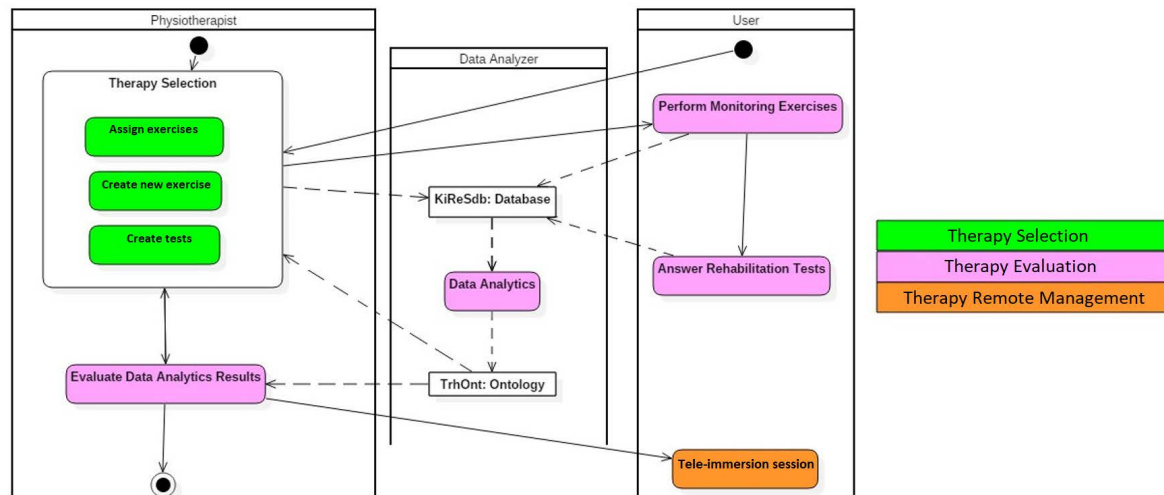 Physiotherapist
Data Analyzer
User
Therapy Selection
Assign exercises
Create new exercise
Create tests
Perform Monitoring Exercises
KiReSdb: Database
Data Analytics
Answer Rehabilitation Tests
TrhOnt: Ontology
Evaluate Data Analytics Results
Tele-immersion session
Therapy Selection
Therapy Evaluation
Therapy Remote Management